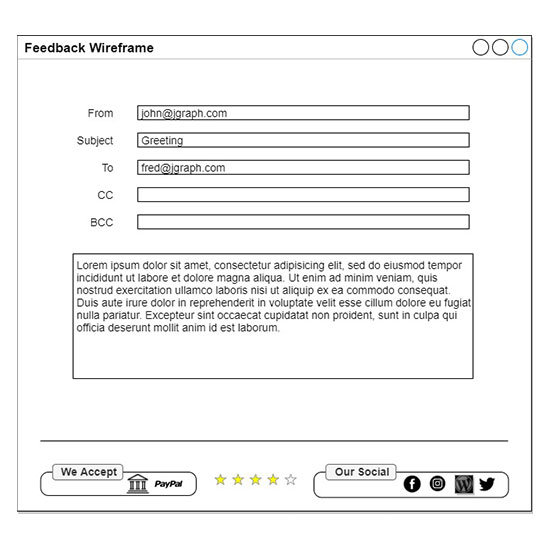 Feedback Wireframe
From john@jgraph.com
Subject Greeting
To fred@jgraph.com
CC
BCC
Lorem ipsum dolor sit amet, consectetur adipisicing elit, sed do eiusmod tempor
incididunt ut labore et dolore magna aliqua. Ut enim ad minim veniam, quis
nostrud exercitation ullamco laboris nisi ut aliquip ex ea commodo consequat.
Duis aute irure dolor in reprehenderit in voluptate velit esse cillum dolore eu fugiat
nulla pariatur. Excepteur sint occaecat cupidatat non proident, sunt in culpa qui
officia deserunt mollit anim id est laborum.
We Accept
PayPal
Our Social